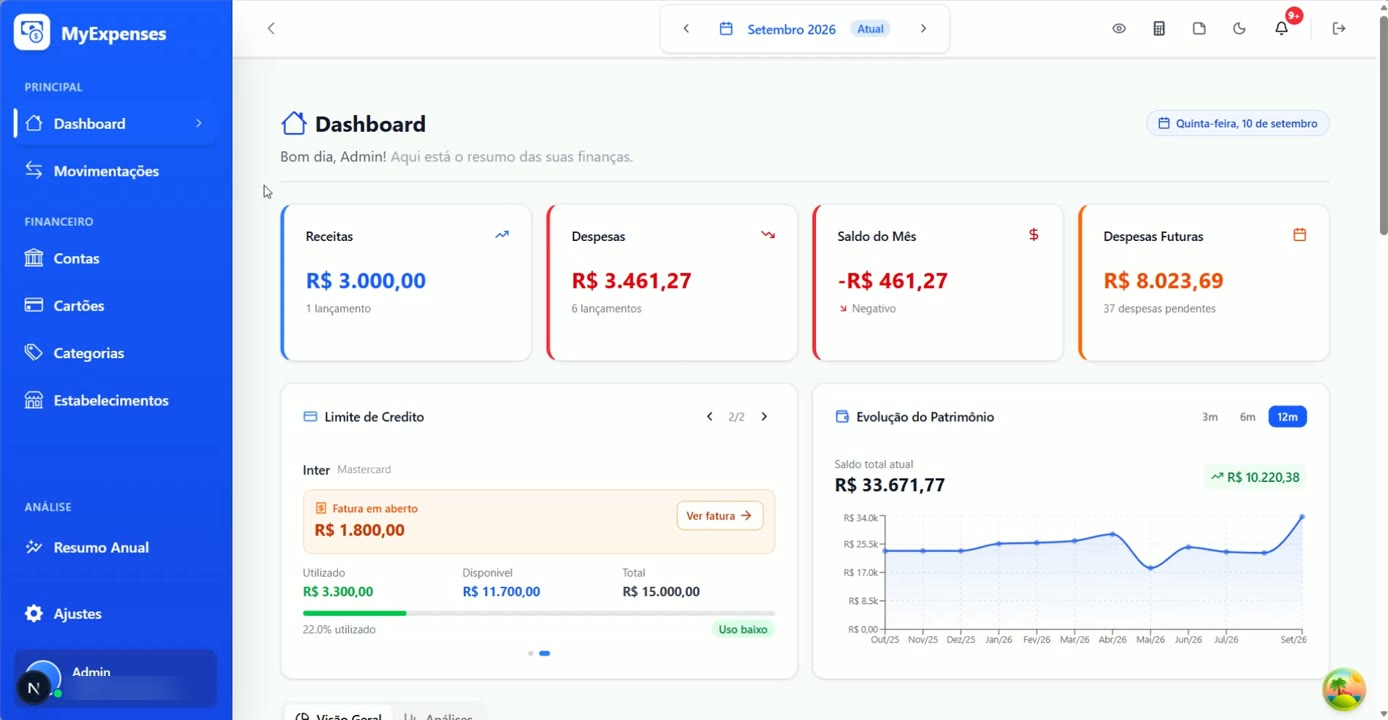 MyExpenses
Setembro 2026 Atual
9+
PRINCIPAL
Dashboard
Movimentações
FINANCEIRO
Contas
Cartões
Categorias
Estabelecimentos
ANÁLISE
Resumo Anual
Ajustes
Admin
N
Dashboard
Quinta-feira, 10 de setembro
Bom dia, Admin! Aqui está o resumo das suas finanças.
Receitas
R$ 3.000,00
1 lançamento
Despesas
R$ 3.461,27
6 lançamentos
Saldo do Mês
-R$ 461,27
Negativo
Despesas Futuras
R$ 8.023,69
37 despesas pendentes
Limite de Credito
2/2
Inter Mastercard
Fatura em aberto
R$ 1.800,00
Ver fatura
Utilizado Disponivel Total
R$ 3.300,00 R$ 11.700,00 R$ 15.000,00
22.0% utilizado
Uso baixo
Evolução do Patrimônio
3m 6m 12m
Saldo total atual
R$ 33.671,77
R$ 10.220,38
R$ 34.0k
R$ 25.5k
R$ 17.0k
R$ 8.5k
R$ 0,00
Out/25 Nov/25 Dez/25 Jan/26 Fev/26 Mar/26 Abr/26 Mai/26 Jun/26 Jul/26 Set/26
Visão Geral Análises